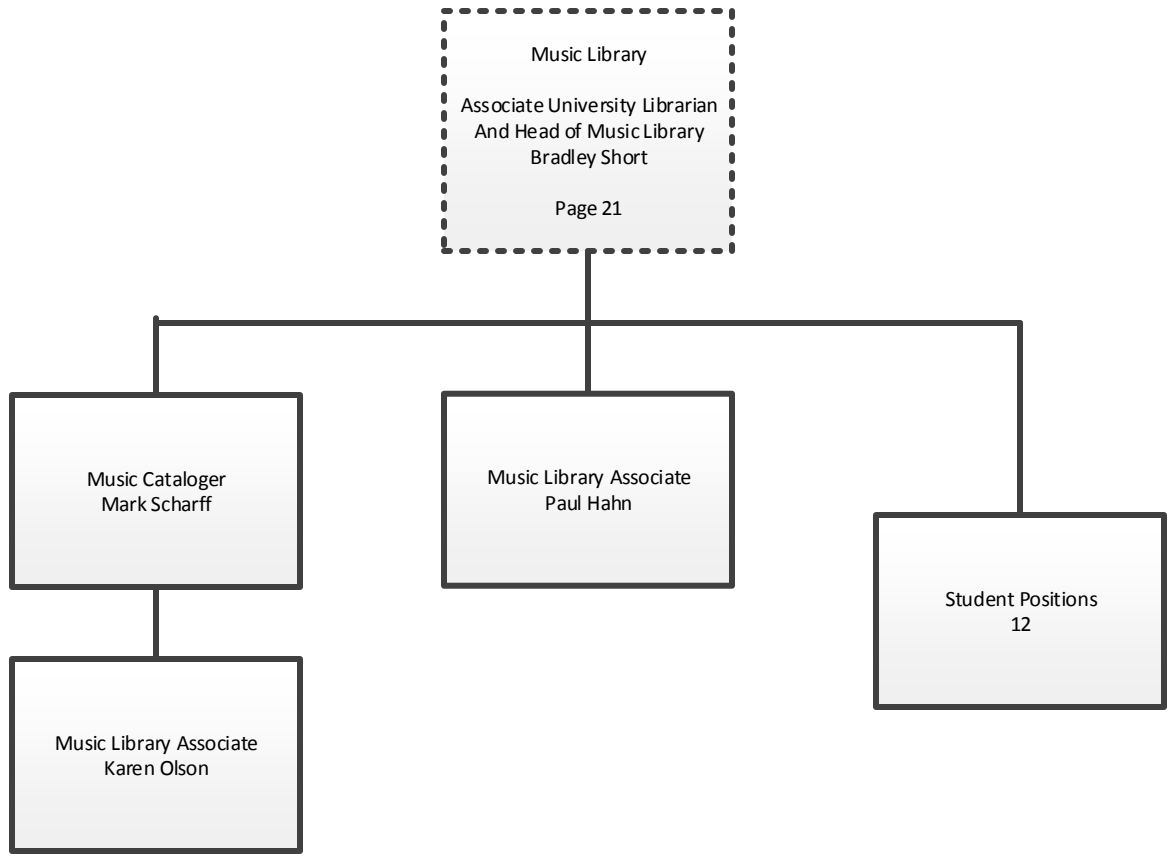 Music Library
Associate University Librarian
And Head of Music Library
Bradley Short
Page 21
Music Cataloger
Mark Scharff
Music Library Associate
Paul Hahn
Student Positions
12
Music Library Associate
Karen Olson